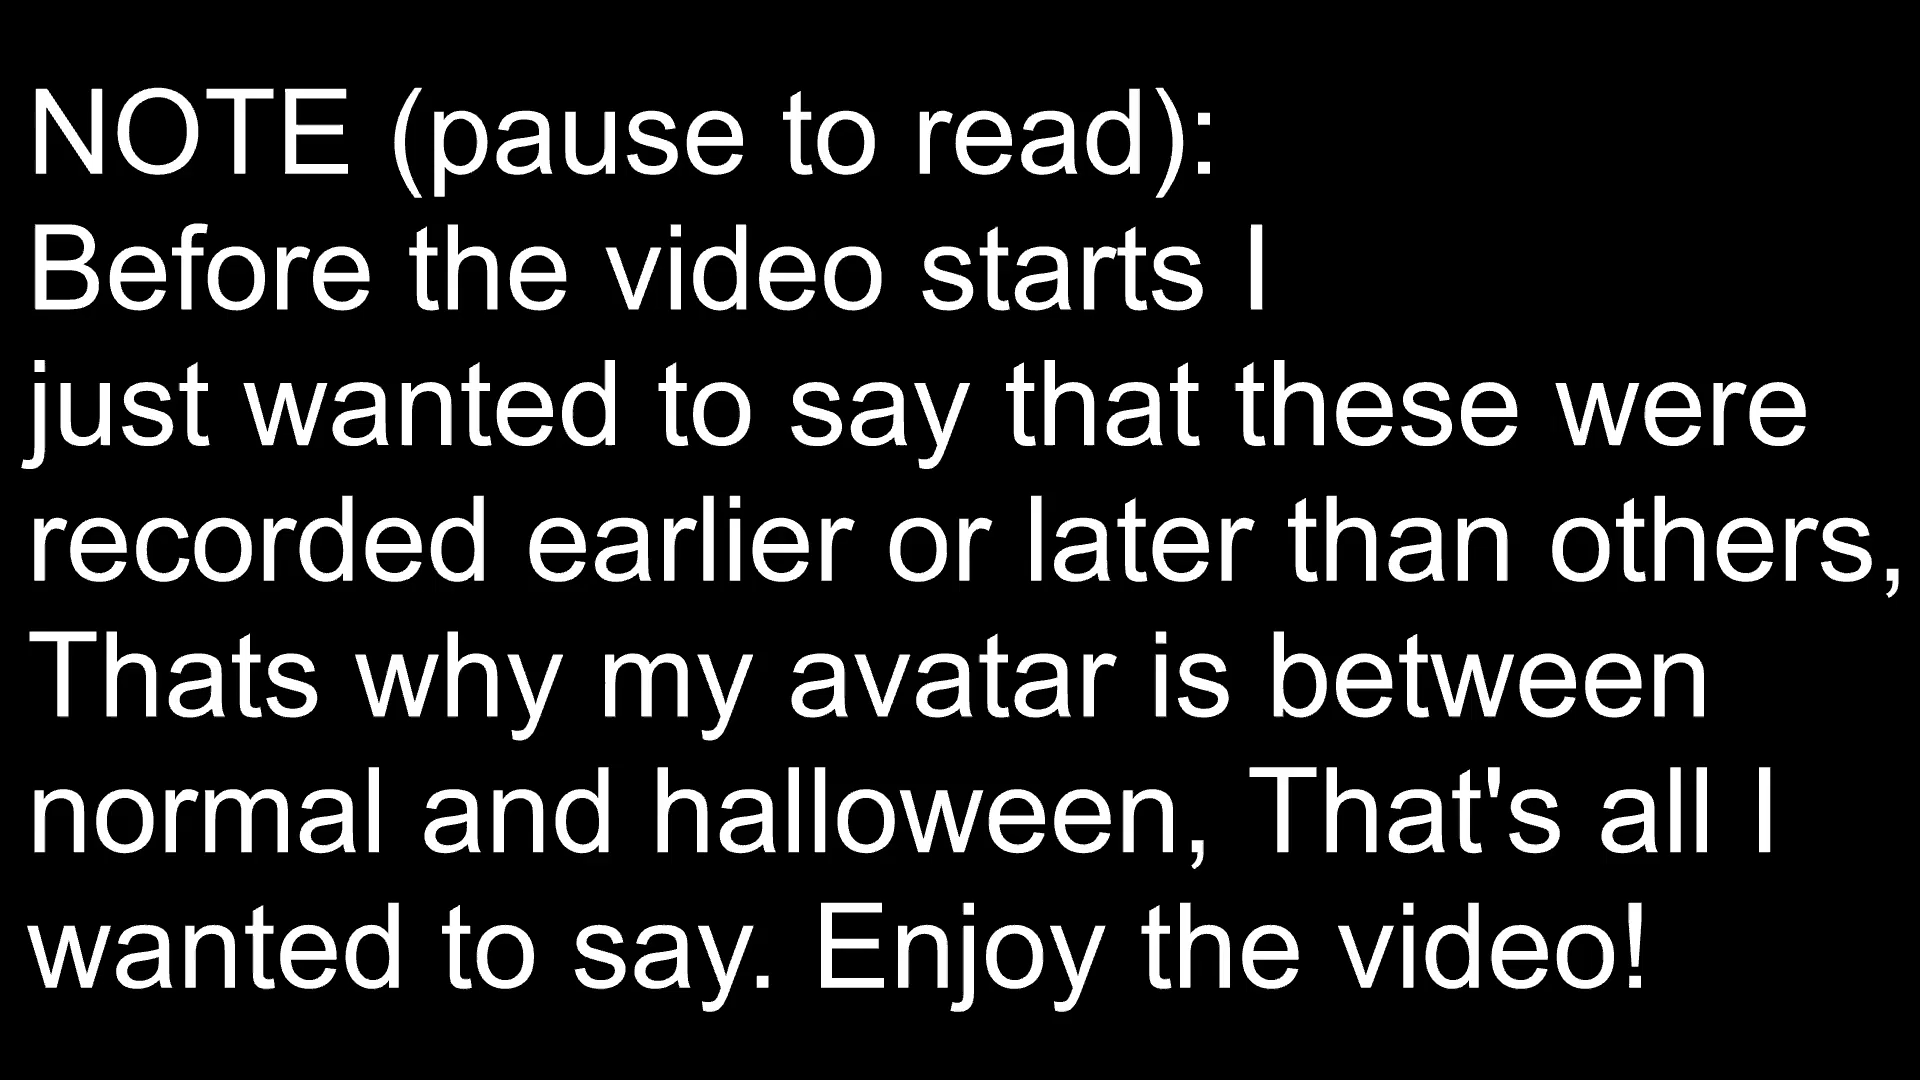 NOTE (pause to read):
Before the video starts I
just wanted to say that these were
recorded earlier or later than others,
Thats why my avatar is between
normal and halloween, That's all I
wanted to say. Enjoy the video!